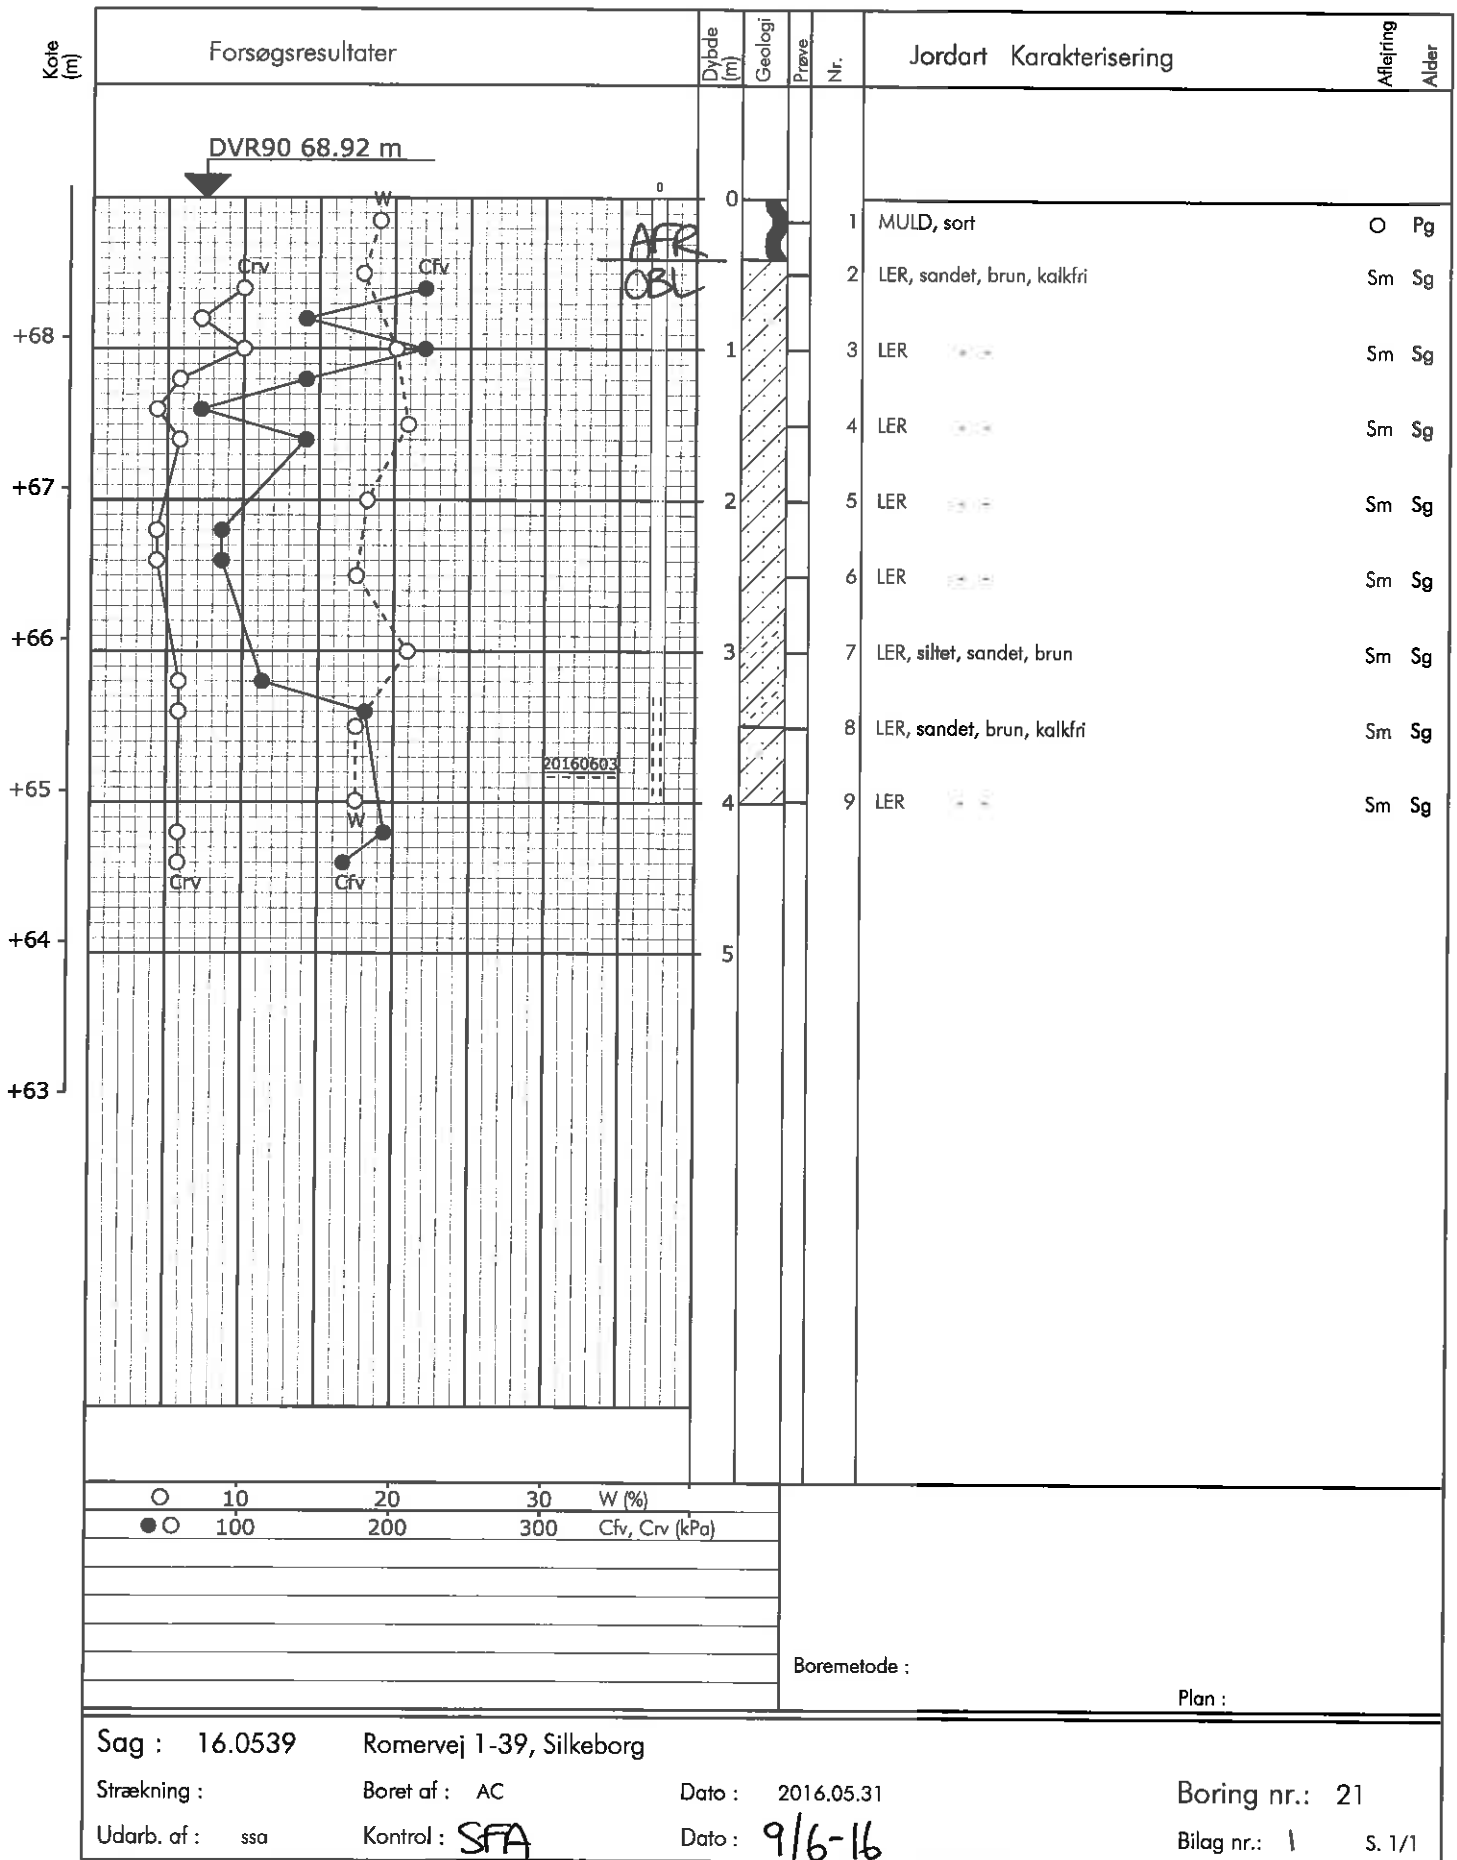 Kote (m)
Forsøgsresultater
Dybde (m)
Geologi
Prøve
Nr.
Jordart Karakterisering
Aflejring
Alder
DVR90 68.92 m
W
0
0
AFR
1 MULD, sort O Pg
Crv
Cfv
OBL
2 LER, sandet, brun, kalkfri Sm Sg
+68
1
3 LER " " Sm Sg
4 LER " " Sm Sg
+67
2
5 LER " " Sm Sg
6 LER " " Sm Sg
+66
3
7 LER, siltet, sandet, brun Sm Sg
8 LER, sandet, brun, kalkfri Sm Sg
20160603
+65
4
9 LER " " Sm Sg
W
Crv
Cfv
+64
5
+63
10 20 30 W (%)
100 200 300 Cfv, Crv (kPa)
Boremetode :
Plan :
Sag : 16.0539 Romervej 1-39, Silkeborg
Strækning : Boret af : AC Dato : 2016.05.31 Boring nr.: 21
Udarb. af : ssa Kontrol : SFA Dato : 9/6-16 Bilag nr.: 1 S. 1/1